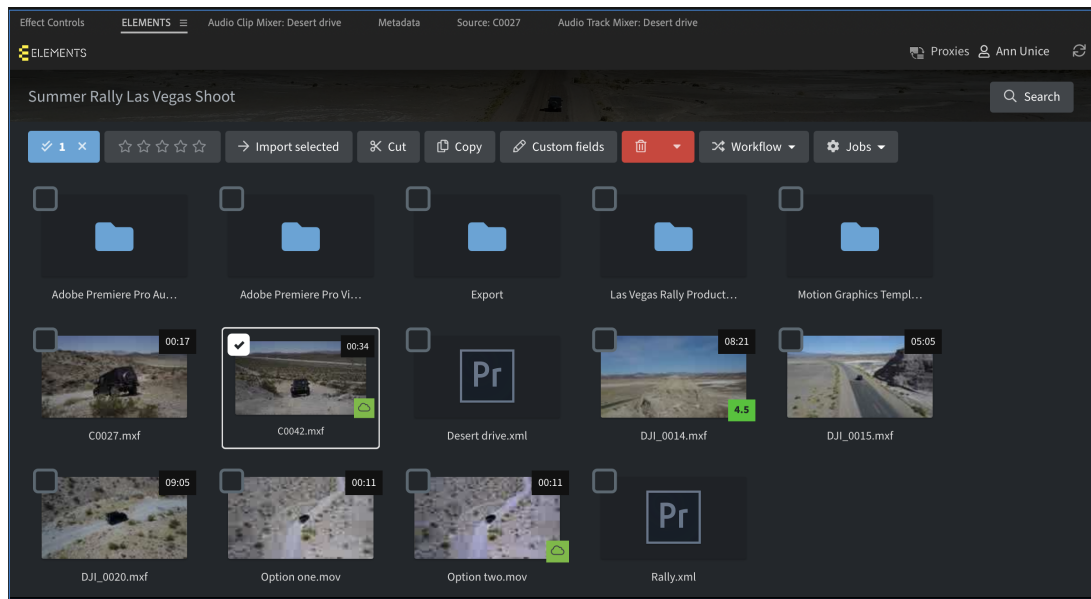 Effect Controls
ELEMENTS
Audio Clip Mixer: Desert drive
Metadata
Source: C0027
Audio Track Mixer: Desert drive
ELEMENTS
Proxies
Ann Unice
Summer Rally Las Vegas Shoot
Search
1
Import selected
Cut
Copy
Custom fields
Workflow
Jobs
Adobe Premiere Pro Au...
Adobe Premiere Pro Vi...
Export
Las Vegas Rally Product...
Motion Graphics Templ...
00:17
00:34
Pr
08:21
4.5
05:05
C0027.mxf
C0042.mxf
Desert drive.xml
DJI_0014.mxf
DJI_0015.mxf
09:05
00:11
00:11
Pr
DJI_0020.mxf
Option one.mov
Option two.mov
Rally.xml